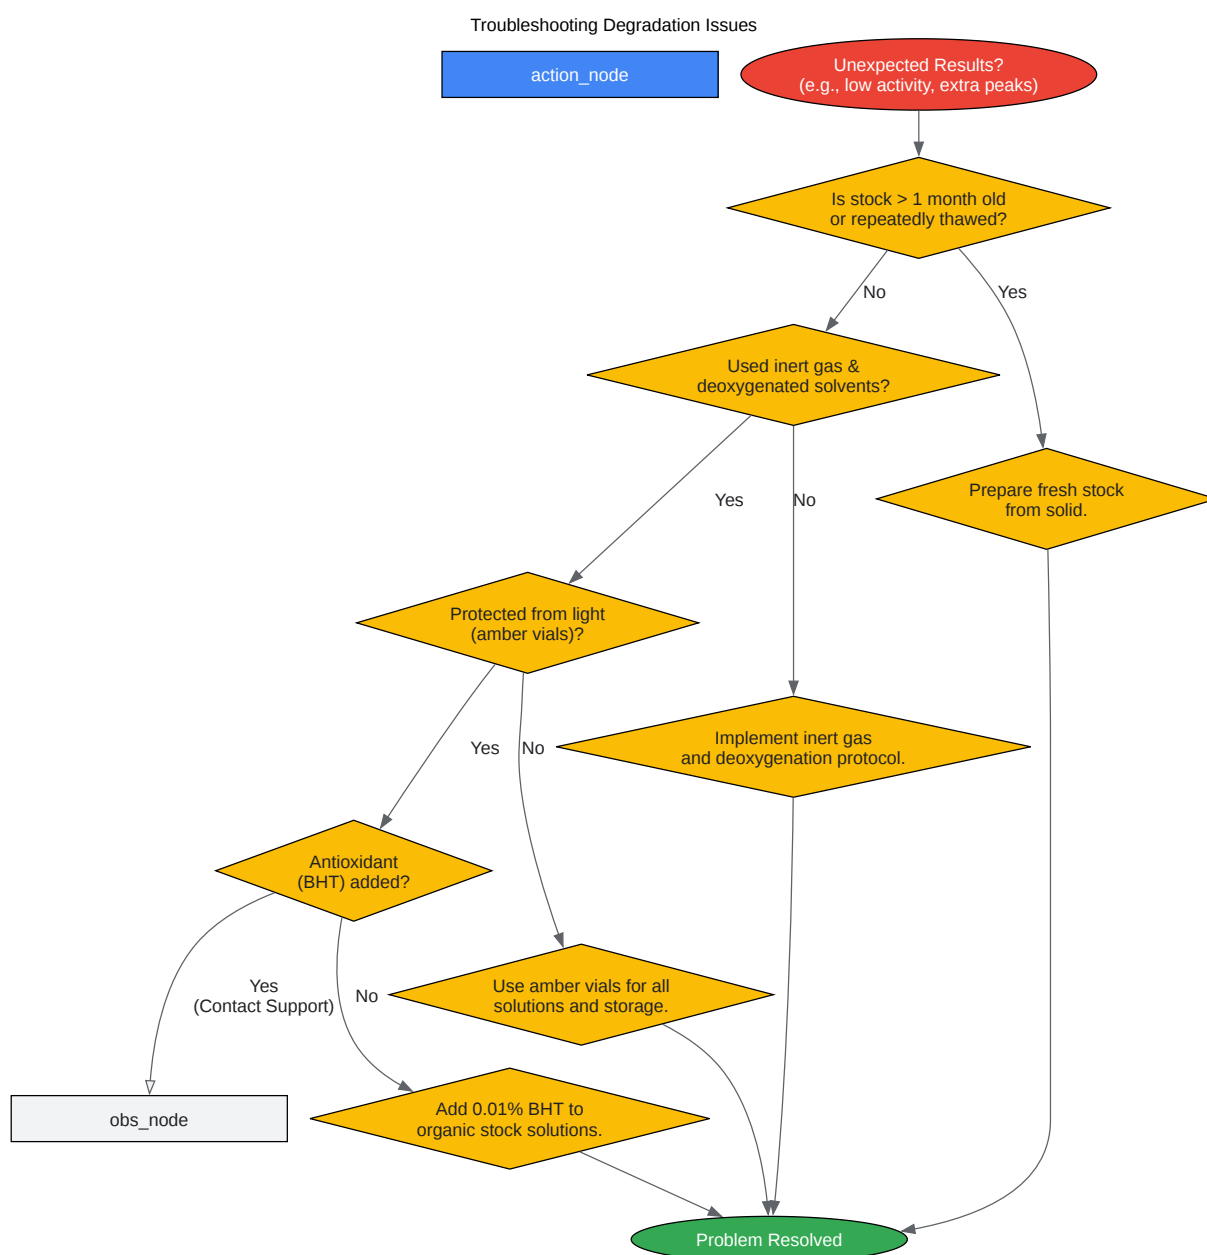 Troubleshooting Degradation Issues
action_node
Unexpected Results?
(e.g., low activity, extra peaks)
Is stock > 1 month old
or repeatedly thawed?
No
Yes
Used inert gas &
deoxygenated solvents?
Yes
No
Prepare fresh stock
from solid.
Protected from light
(amber vials)?
Yes
No
Implement inert gas
and deoxygenation protocol.
Antioxidant
(BHT) added?
Yes
(Contact Support)
No
Use amber vials for all
solutions and storage.
obs_node
Add 0.01% BHT to
organic stock solutions.
Problem Resolved